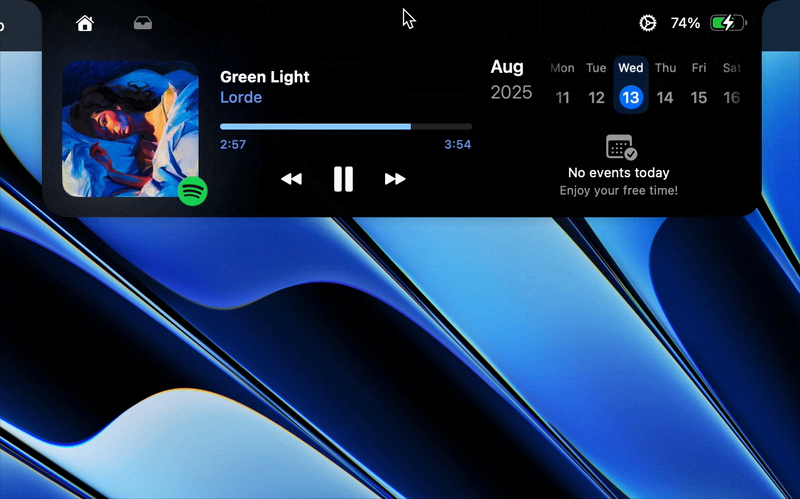 74%
Green Light
Lorde
2:57
3:54
Aug
2025
Mon Tue Wed Thu Fri Sat
11 12 13 14 15 16
No events today
Enjoy your free time!